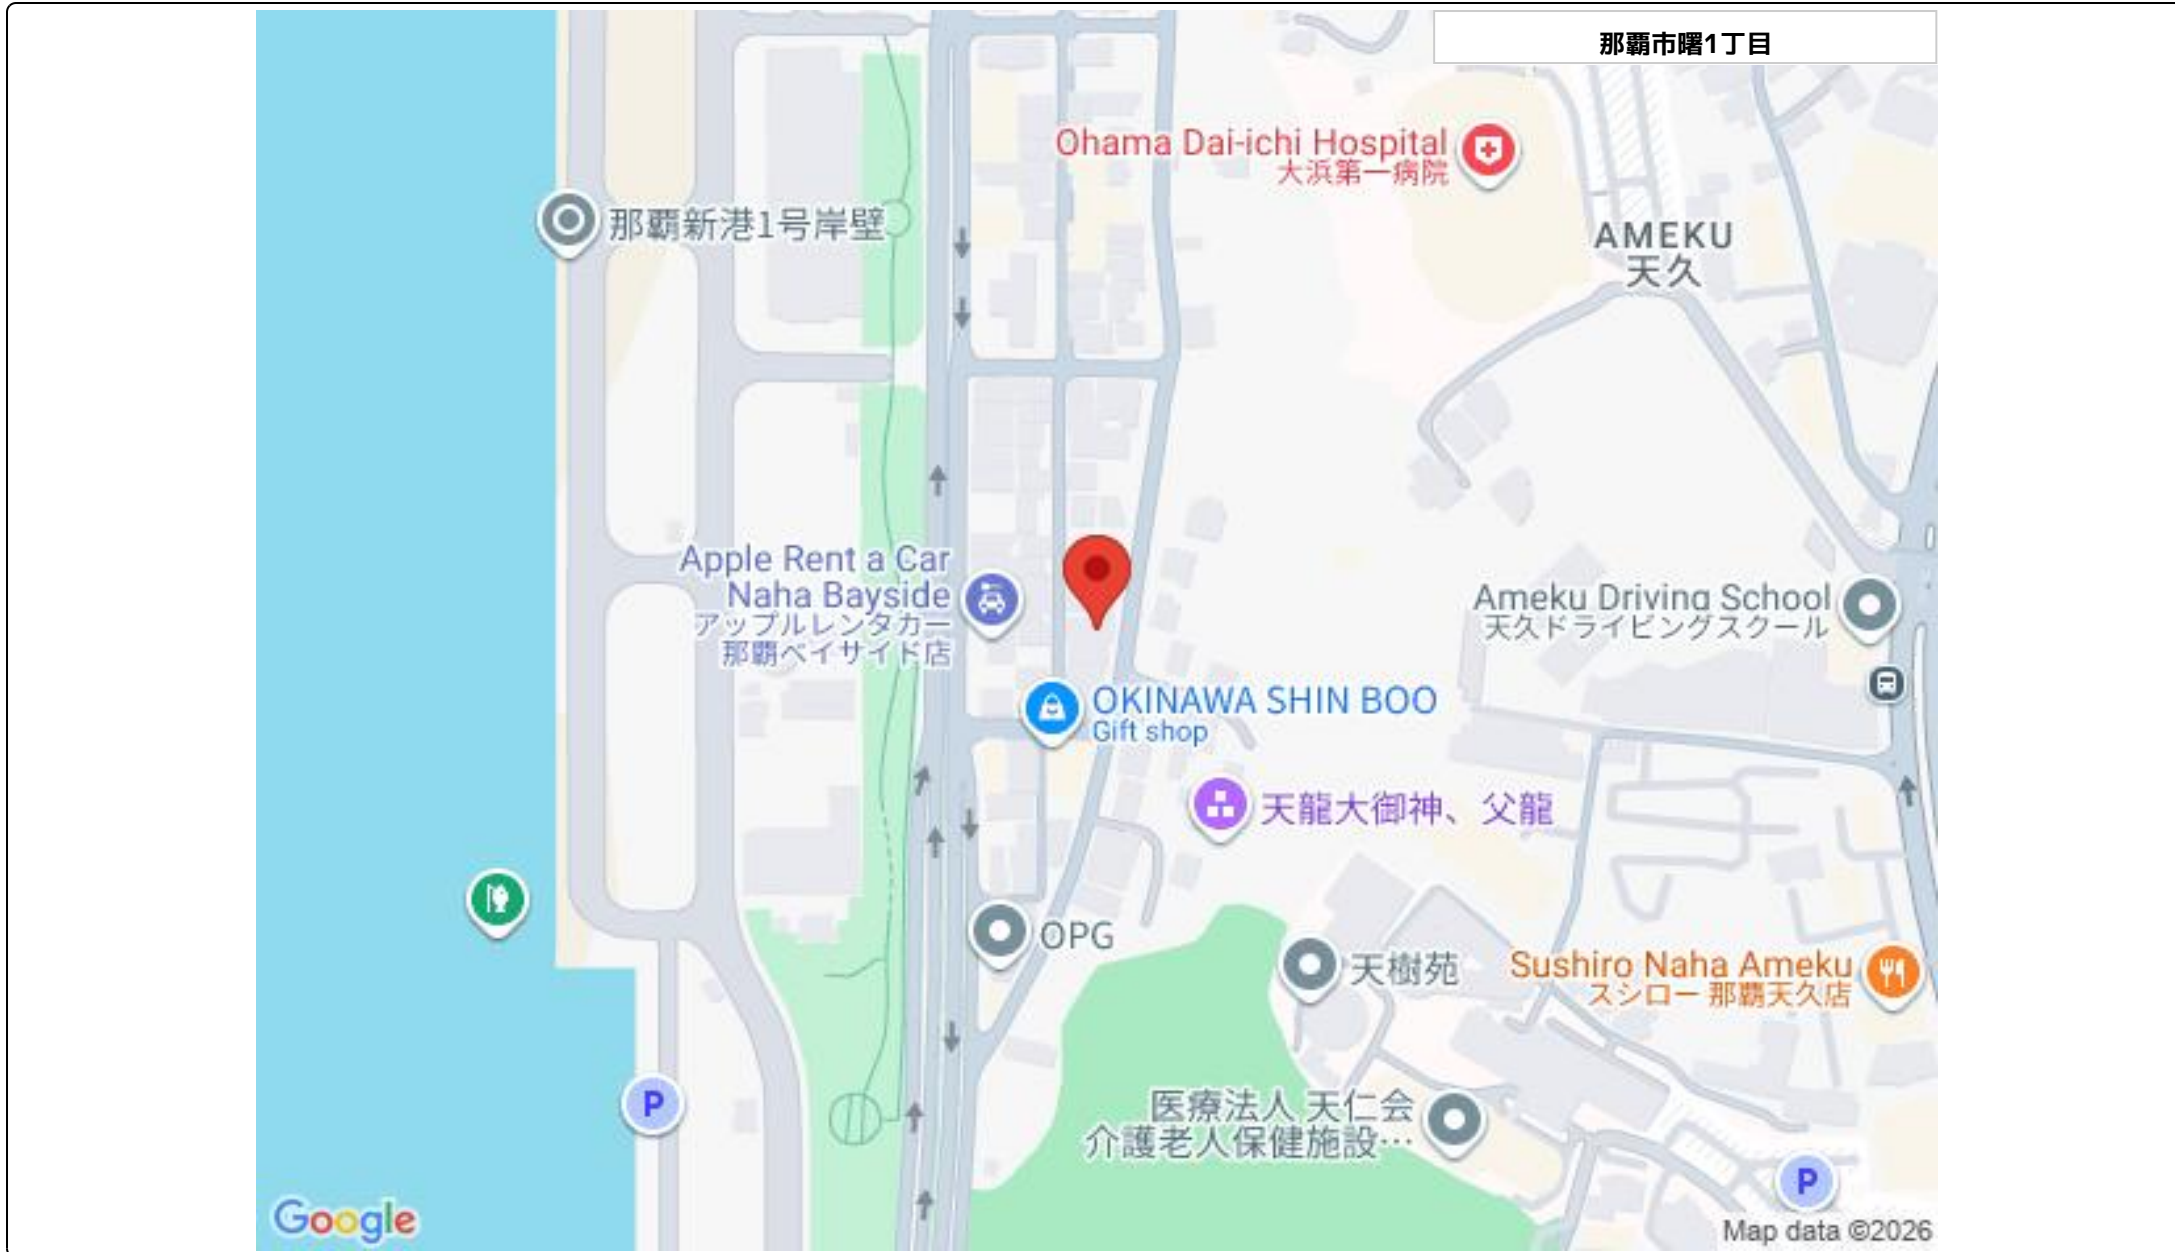 那覇市曙1丁目
Ohama Dai-ichi Hospital
大浜第一病院
那覇新港1号岸壁
AMEKU
天久
Apple Rent a Car
Naha Bayside
アップルレンタカー
那覇ベイサイド店
Ameku Driving School
天久ドライビングスクール
OKINAWA SHIN BOO
Gift shop
天龍大御神、父龍
OPG
天樹苑
Sushiro Naha Ameku
スシロー 那覇天久店
P
医療法人 天仁会
介護老人保健施設…
P
Google
Map data ©2026